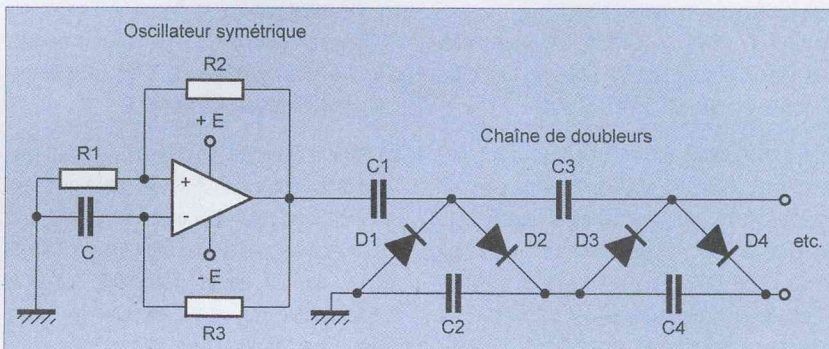 Oscillateur symétrique
R2
+ E
R1
+
-
C
- E
R3
Chaîne de doubleurs
C1
C3
D1
D2
D3
D4
etc.
C2
C4